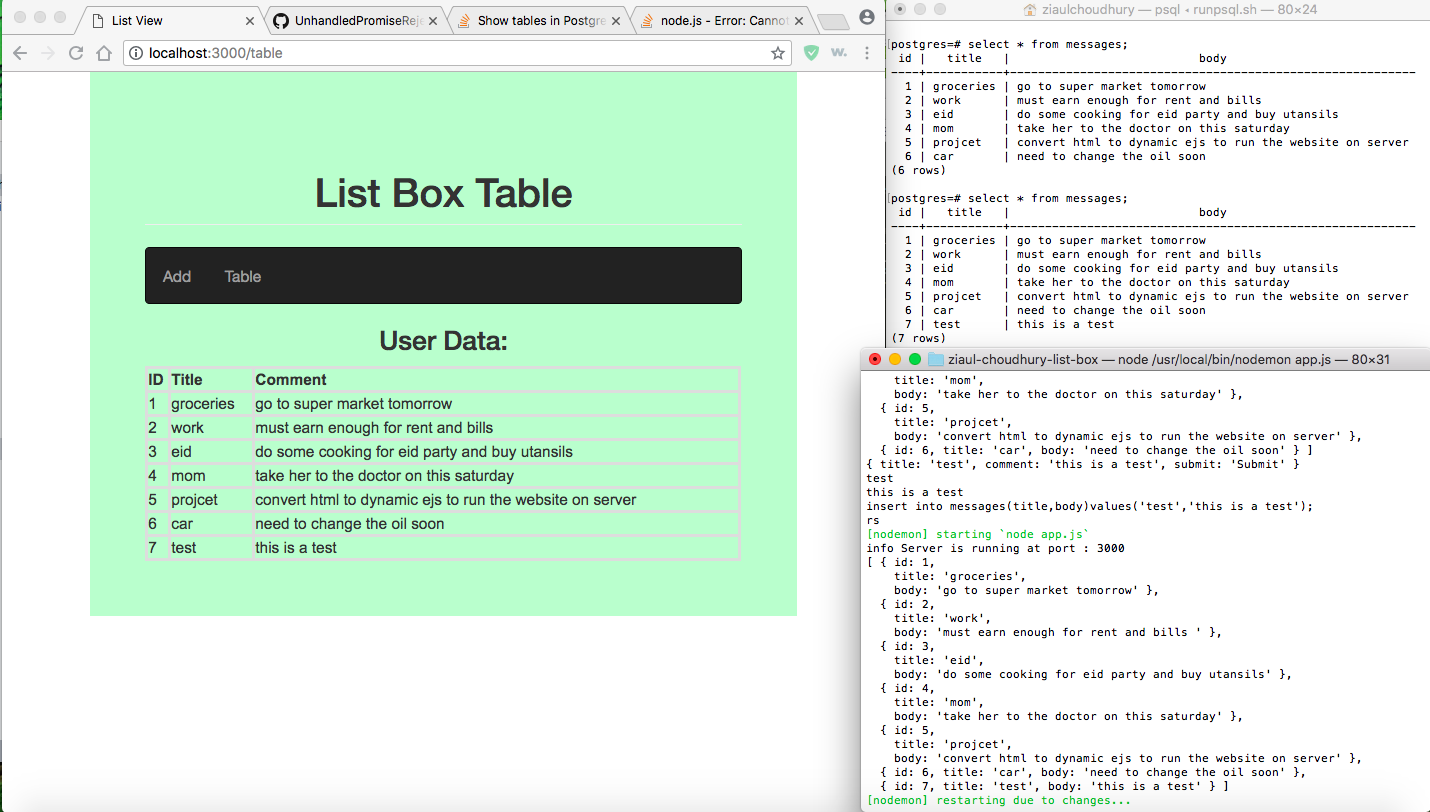 List View
UnhandledPromiseReje
Show tables in Postgre
node.js - Error: Cannot
localhost:3000/table
w.
List Box Table
Add Table
User Data:
ID Title Comment
1 groceries go to super market tomorrow
2 work must earn enough for rent and bills
3 eid do some cooking for eid party and buy utansils
4 mom take her to the doctor on this saturday
5 projcet convert html to dynamic ejs to run the website on server
6 car need to change the oil soon
7 test this is a test
ziaulchoudhury — psql ◂ runpsql.sh — 80×24
[postgres=# select * from messages;
id | title | body
----+-----------+----------------------------------------------------------
1 | groceries | go to super market tomorrow
2 | work | must earn enough for rent and bills
3 | eid | do some cooking for eid party and buy utansils
4 | mom | take her to the doctor on this saturday
5 | projcet | convert html to dynamic ejs to run the website on server
6 | car | need to change the oil soon
(6 rows)
[postgres=# select * from messages;
id | title | body
----+-----------+----------------------------------------------------------
1 | groceries | go to super market tomorrow
2 | work | must earn enough for rent and bills
3 | eid | do some cooking for eid party and buy utansils
4 | mom | take her to the doctor on this saturday
5 | projcet | convert html to dynamic ejs to run the website on server
6 | car | need to change the oil soon
7 | test | this is a test
(7 rows)
ziaul-choudhury-list-box — node /usr/local/bin/nodemon app.js — 80×31
title: 'mom',
body: 'take her to the doctor on this saturday' },
{ id: 5,
title: 'projcet',
body: 'convert html to dynamic ejs to run the website on server' },
{ id: 6, title: 'car', body: 'need to change the oil soon' } ]
{ title: 'test', comment: 'this is a test', submit: 'Submit' }
test
this is a test
insert into messages(title,body)values('test','this is a test');
rs
[nodemon] starting `node app.js`
info Server is running at port : 3000
[ { id: 1,
title: 'groceries',
body: 'go to super market tomorrow' },
{ id: 2,
title: 'work',
body: 'must earn enough for rent and bills ' },
{ id: 3,
title: 'eid',
body: 'do some cooking for eid party and buy utansils' },
{ id: 4,
title: 'mom',
body: 'take her to the doctor on this saturday' },
{ id: 5,
title: 'projcet',
body: 'convert html to dynamic ejs to run the website on server' },
{ id: 6, title: 'car', body: 'need to change the oil soon' },
{ id: 7, title: 'test', body: 'this is a test' } ]
[nodemon] restarting due to changes...